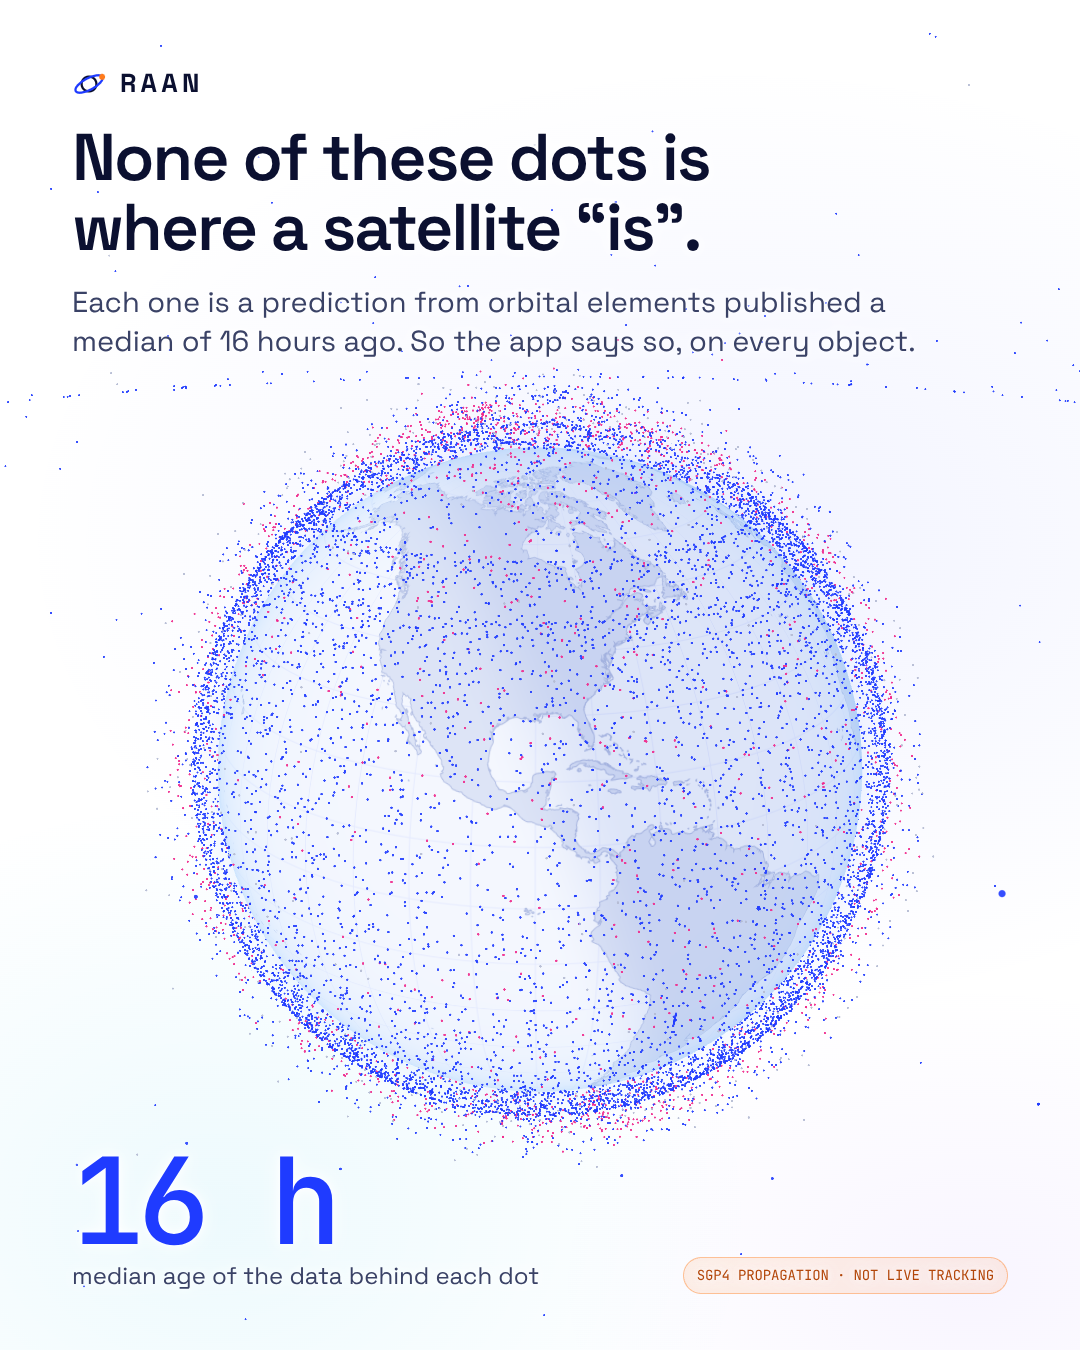 RAAN
None of these dots is
where a satellite “is”.
Each one is a prediction from orbital elements published a
median of 16 hours ago. So the app says so, on every object.
16 h
median age of the data behind each dot
SGP4 PROPAGATION · NOT LIVE TRACKING